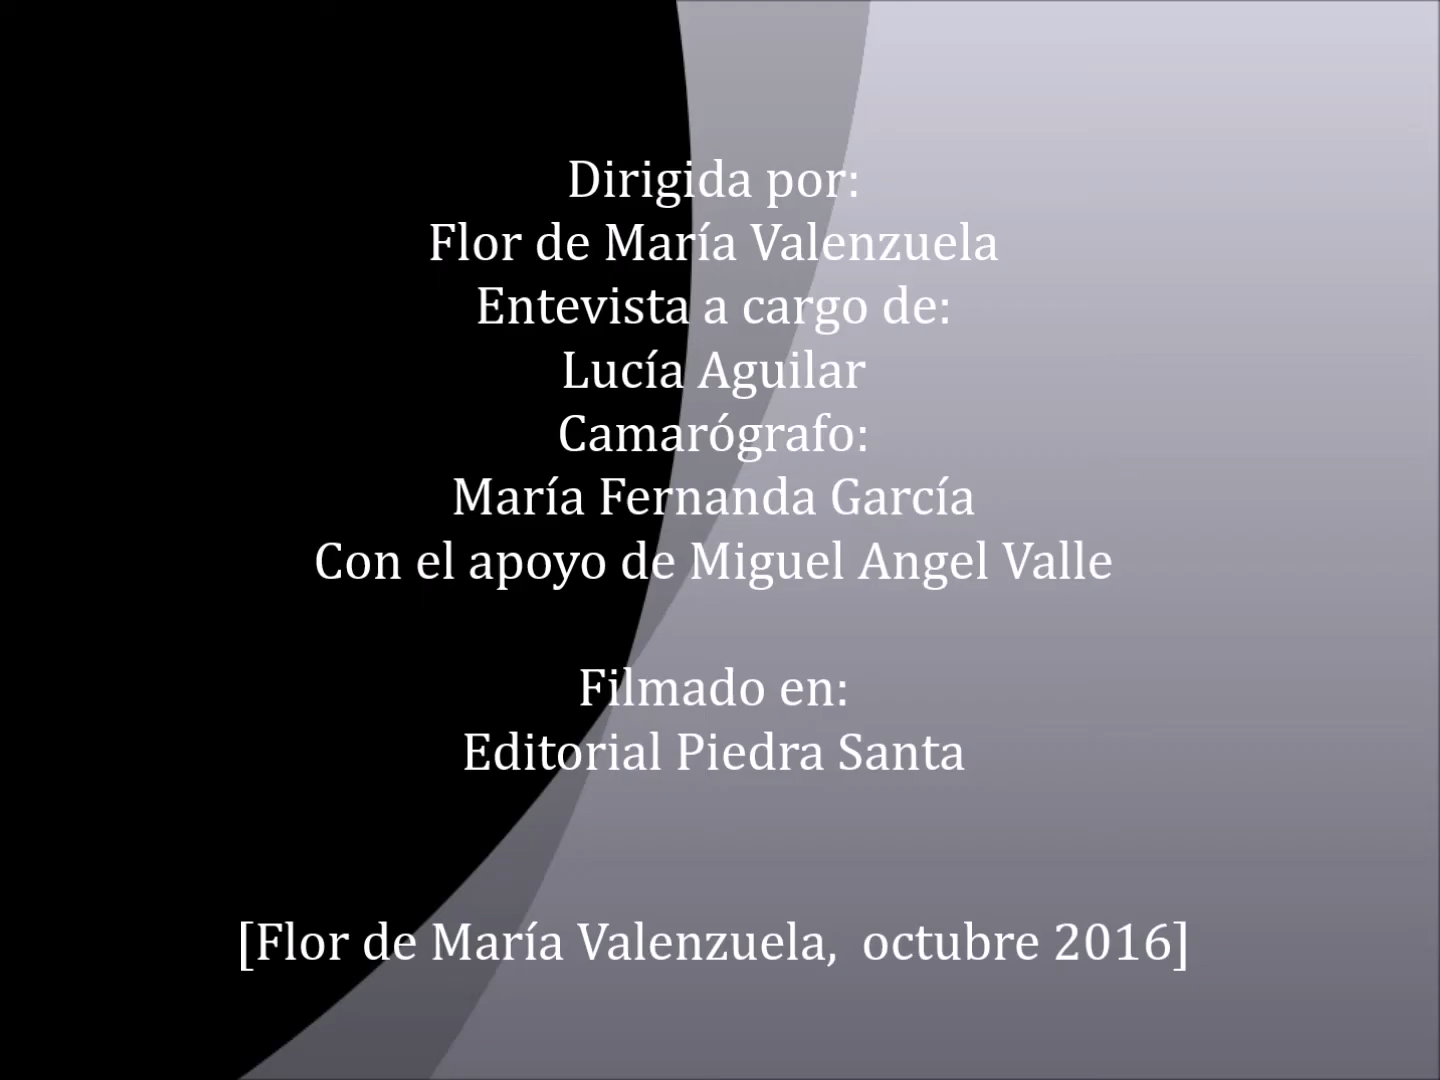 Dirigida por:
Flor de María Valenzuela
Entevista a cargo de:
Lucía Aguilar
Camarógrafo:
María Fernanda García
Con el apoyo de Miguel Angel Valle
Filmado en:
Editorial Piedra Santa
[Flor de María Valenzuela,  octubre 2016]